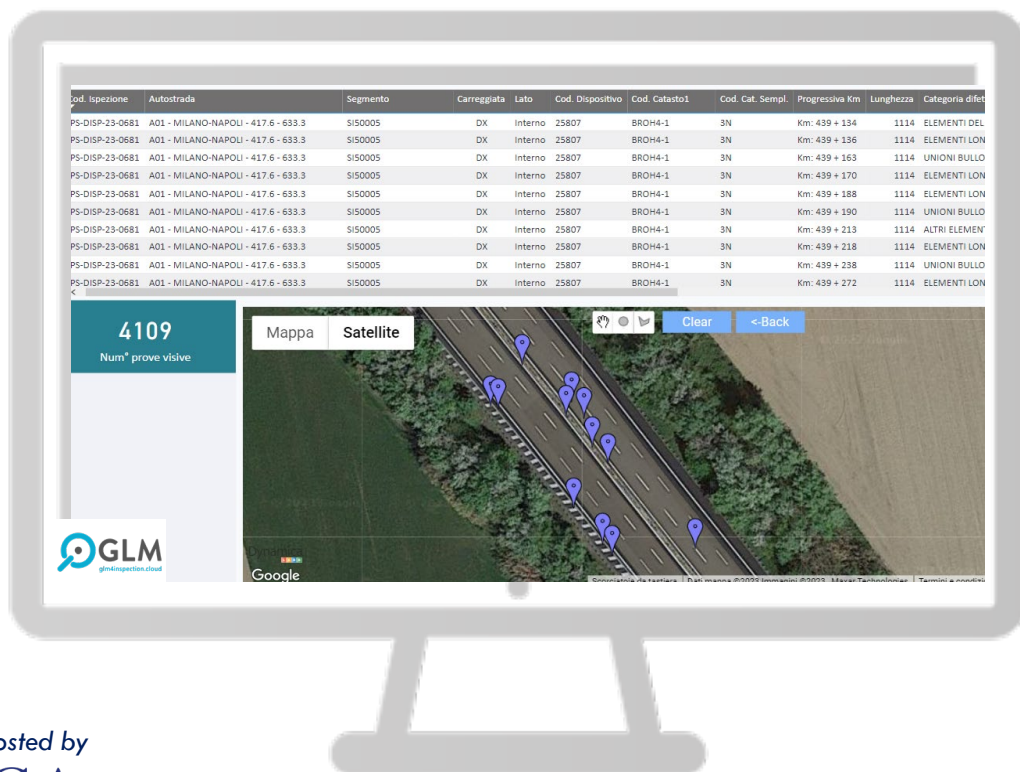 Cod. Ispezione Autostrada Segmento Carreggiata Lato Cod. Dispositivo Cod. Catasto1 Cod. Cat. Sempl. Progressiva Km Lunghezza Categoria difet
PS-DISP-23-0681 A01 - MILANO-NAPOLI - 417.6 - 633.3 SI50005 DX Interno 25807 BROH4-1 3N Km: 439 + 134 1114 ELEMENTI DEL
PS-DISP-23-0681 A01 - MILANO-NAPOLI - 417.6 - 633.3 SI50005 DX Interno 25807 BROH4-1 3N Km: 439 + 136 1114 ELEMENTI LON
PS-DISP-23-0681 A01 - MILANO-NAPOLI - 417.6 - 633.3 SI50005 DX Interno 25807 BROH4-1 3N Km: 439 + 163 1114 UNIONI BULLO
PS-DISP-23-0681 A01 - MILANO-NAPOLI - 417.6 - 633.3 SI50005 DX Interno 25807 BROH4-1 3N Km: 439 + 170 1114 ELEMENTI LON
PS-DISP-23-0681 A01 - MILANO-NAPOLI - 417.6 - 633.3 SI50005 DX Interno 25807 BROH4-1 3N Km: 439 + 188 1114 ELEMENTI LON
PS-DISP-23-0681 A01 - MILANO-NAPOLI - 417.6 - 633.3 SI50005 DX Interno 25807 BROH4-1 3N Km: 439 + 190 1114 UNIONI BULLO
PS-DISP-23-0681 A01 - MILANO-NAPOLI - 417.6 - 633.3 SI50005 DX Interno 25807 BROH4-1 3N Km: 439 + 213 1114 ALTRI ELEMENT
PS-DISP-23-0681 A01 - MILANO-NAPOLI - 417.6 - 633.3 SI50005 DX Interno 25807 BROH4-1 3N Km: 439 + 218 1114 ELEMENTI LON
PS-DISP-23-0681 A01 - MILANO-NAPOLI - 417.6 - 633.3 SI50005 DX Interno 25807 BROH4-1 3N Km: 439 + 238 1114 UNIONI BULLO
PS-DISP-23-0681 A01 - MILANO-NAPOLI - 417.6 - 633.3 SI50005 DX Interno 25807 BROH4-1 3N Km: 439 + 272 1114 ELEMENTI LON
4109
Num° prove visive
Mappa Satellite
Clear <-Back
GLM
glm4inspection.cloud
Google
Scorciatoie da tastiera Dati mappa ©2023 Immagini ©2023 , Maxar Technologies Termini e condizio
osted by